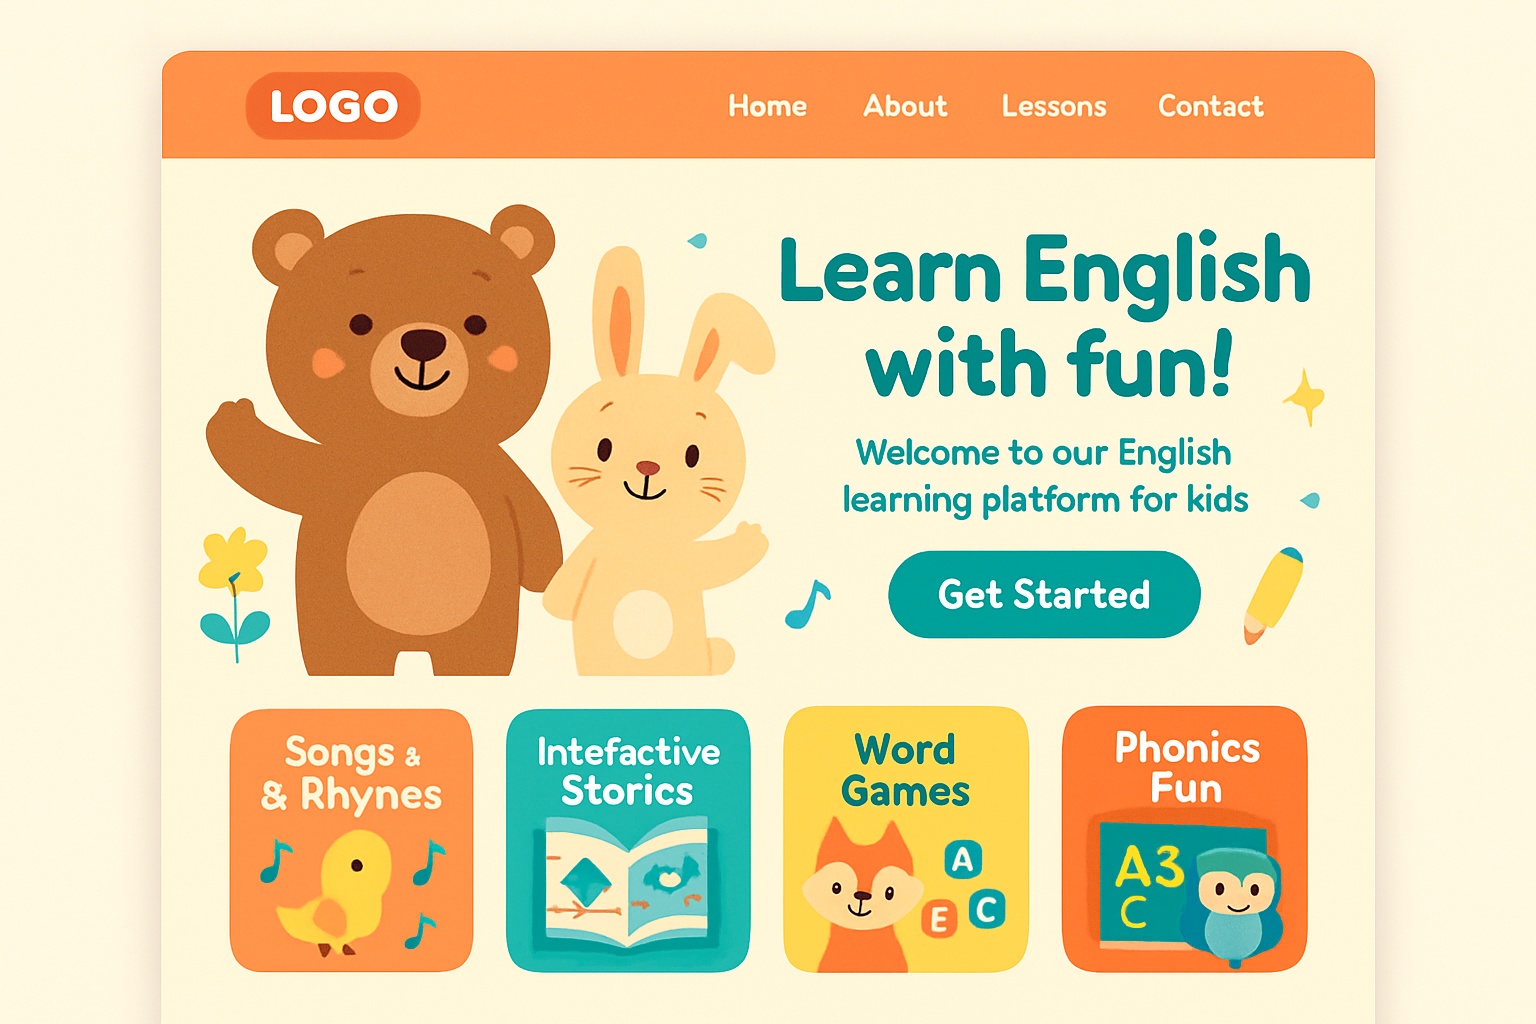 LOGO
Home About Lessons Contact
Learn English
with fun!
Welcome to our English
learning platform for kids
Get Started
Songs &
& Rhynes
Intefactive
Storics
Word
Games
A
E C
Phonics
Fun
A3
C